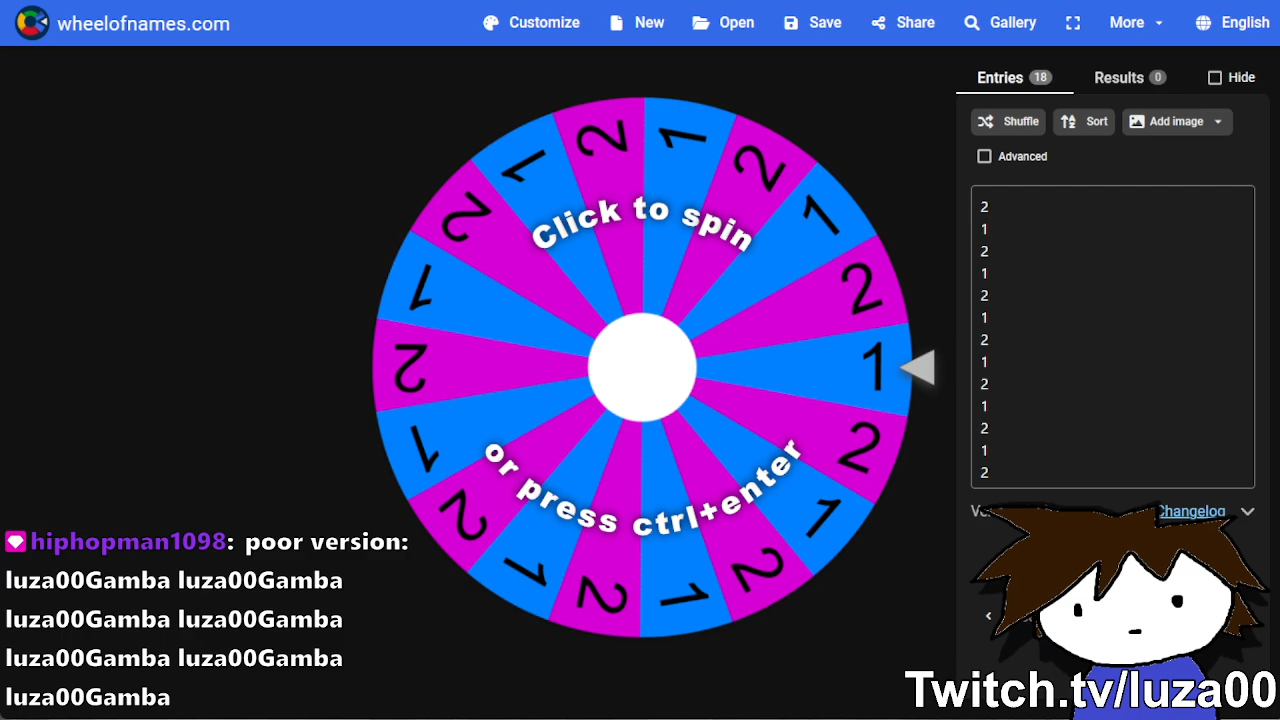 wheelofnames.com
Customize New Open Save Share Gallery More English
Entries 18 Results 0 Hide
Shuffle Sort Add image
Advanced
2
1
2
1
2
1
2
1
2
1
2
1
2
Changelog
Click to spin
or press ctrl+enter
1
2
1
2
1
2
1
2
1
2
1
2
1
2
1
2
1
2
hiphopman1098: poor version:
luza00Gamba luza00Gamba
luza00Gamba luza00Gamba
luza00Gamba luza00Gamba
luza00Gamba
Twitch.tv/luza00